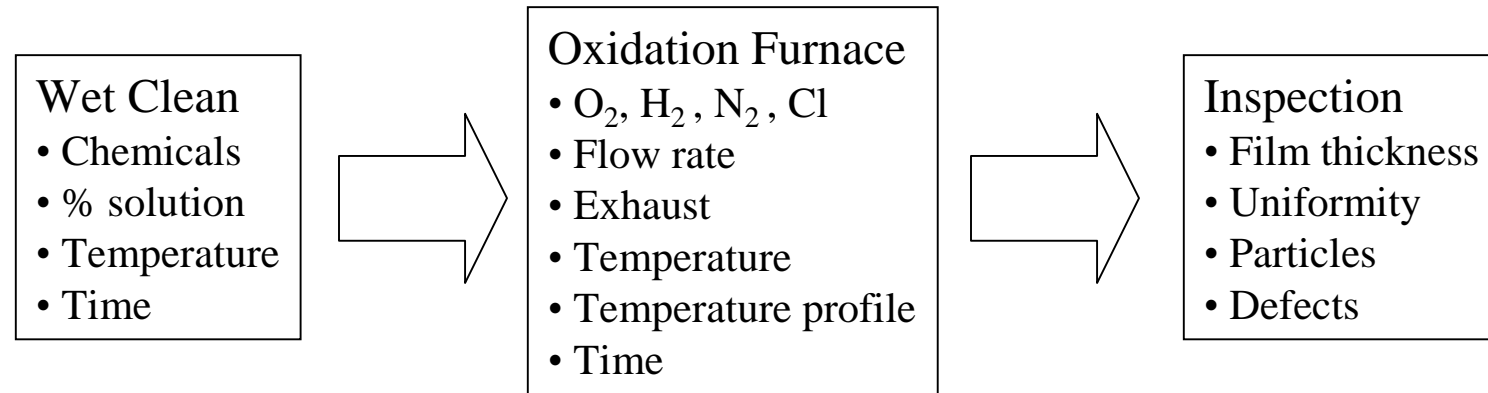 Wet Clean
• Chemicals
• % solution
• Temperature
• Time
Oxidation Furnace
• O₂, H₂ , N₂ , Cl
• Flow rate
• Exhaust
• Temperature
• Temperature profile
• Time
Inspection
• Film thickness
• Uniformity
• Particles
• Defects